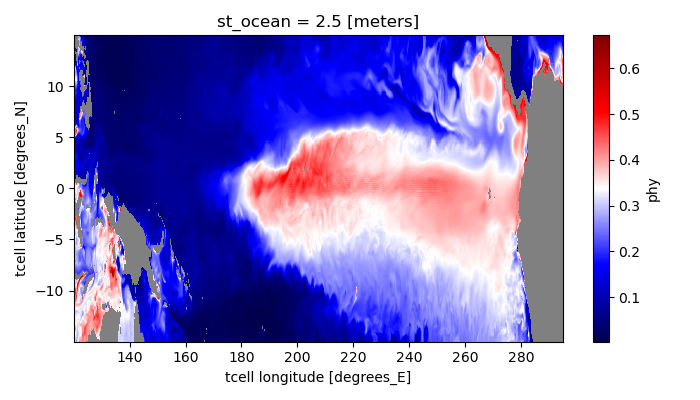 st_ocean = 2.5 [meters]
tcell latitude [degrees_N]
10
5
0
−5
−10
140 160 180 200 220 240 260 280
tcell longitude [degrees_E]
0.6
0.5
0.4
0.3
0.2
0.1
phy